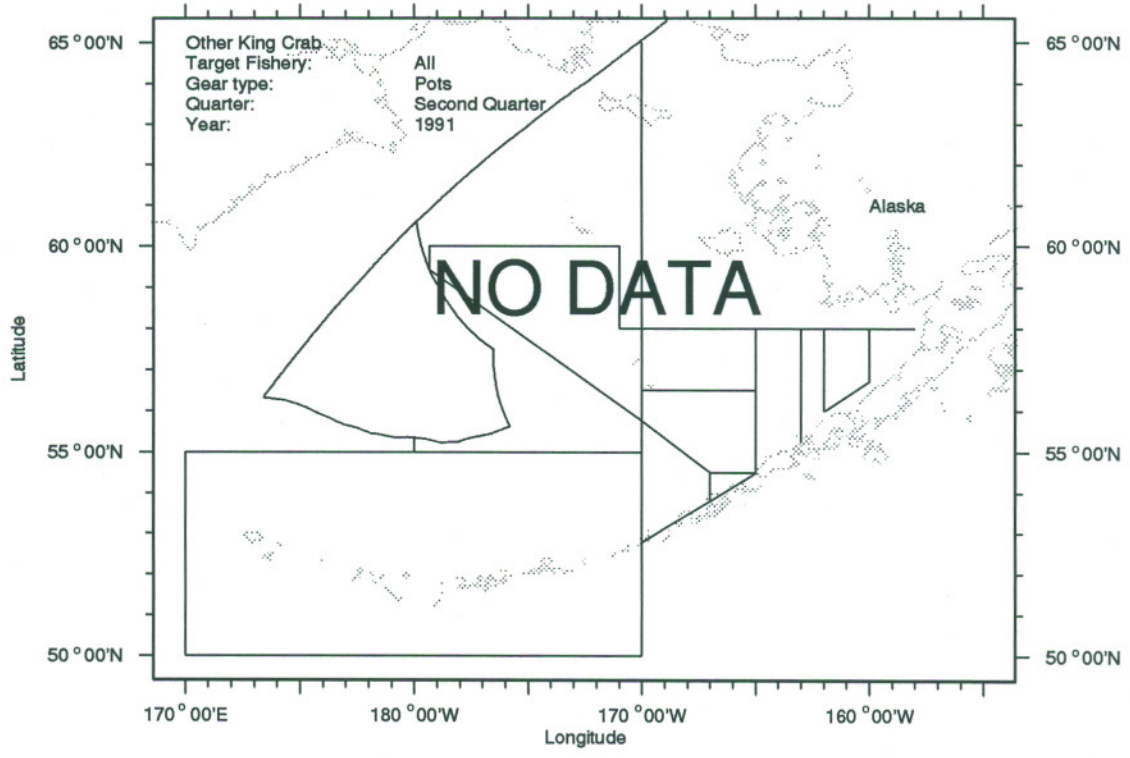 65 °00'N
65 °00'N
Other King Crab
Target Fishery: All
Gear type: Pots
Quarter: Second Quarter
Year: 1991
Alaska
60 °00'N
60 °00'N
NO DATA
Latitude
55 °00'N
55 °00'N
50 °00'N
50 °00'N
170 °00'E
180 °00'W
170 °00'W
160 °00'W
Longitude